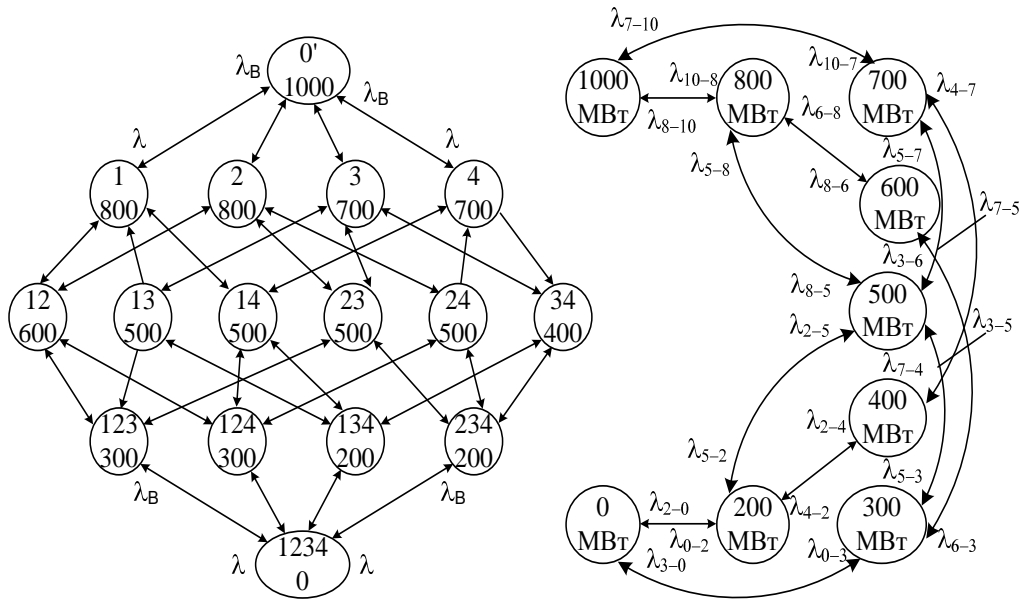 0'
1000
λB
λB
λ
λ
1
800
2
800
3
700
4
700
12
600
13
500
14
500
23
500
24
500
34
400
123
300
124
300
134
200
234
200
λB
λB
1234
0
λ
λ
λ7–10
1000
МВт
λ10–8
λ8–10
800
МВт
λ10–7
700
МВт
λ4–7
λ6–8
λ5–8
λ5–7
λ8–6
600
МВт
λ7–5
λ3–6
λ8–5
500
МВт
λ2–5
λ3–5
λ7–4
400
МВт
λ2–4
λ5–2
λ5–3
0
МВт
λ2–0
λ0–2
200
МВт
λ4–2
300
МВт
λ3–0
λ0–3
λ6–3